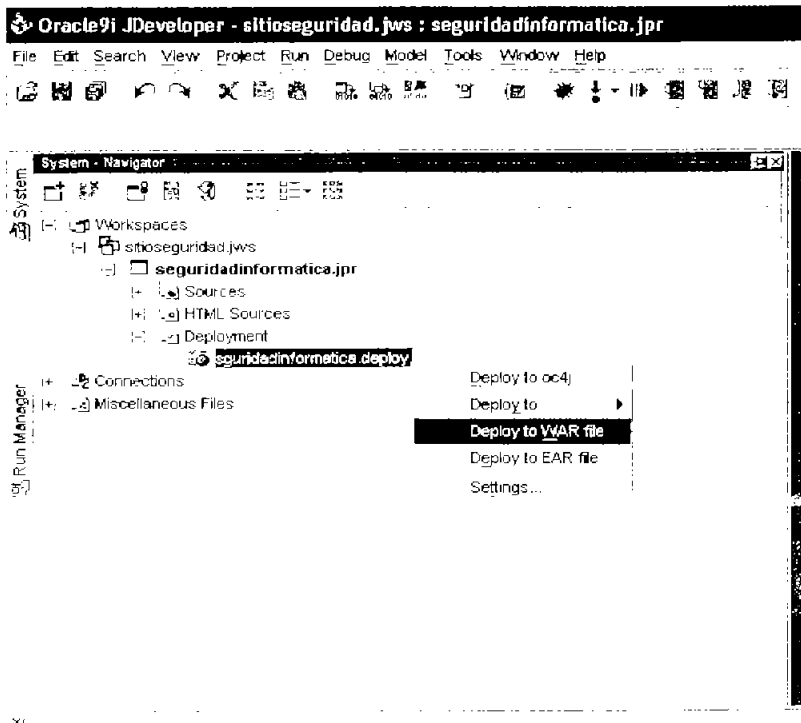 Oracle9i JDeveloper - sitioseguridad.jws : seguridadinformatica.jpr
File Edit Search View Project Run Debug Model Tools Window Help
System - Navigator
System
Workspaces
sitioseguridad.jws
seguridadinformatica.jpr
Sources
HTML Sources
Deployment
sguridadinformatica.deploy
Connections
Miscellaneous Files
Run Manager
Deploy to oc4j
Deploy to
Deploy to WAR file
Deploy to EAR file
Settings...